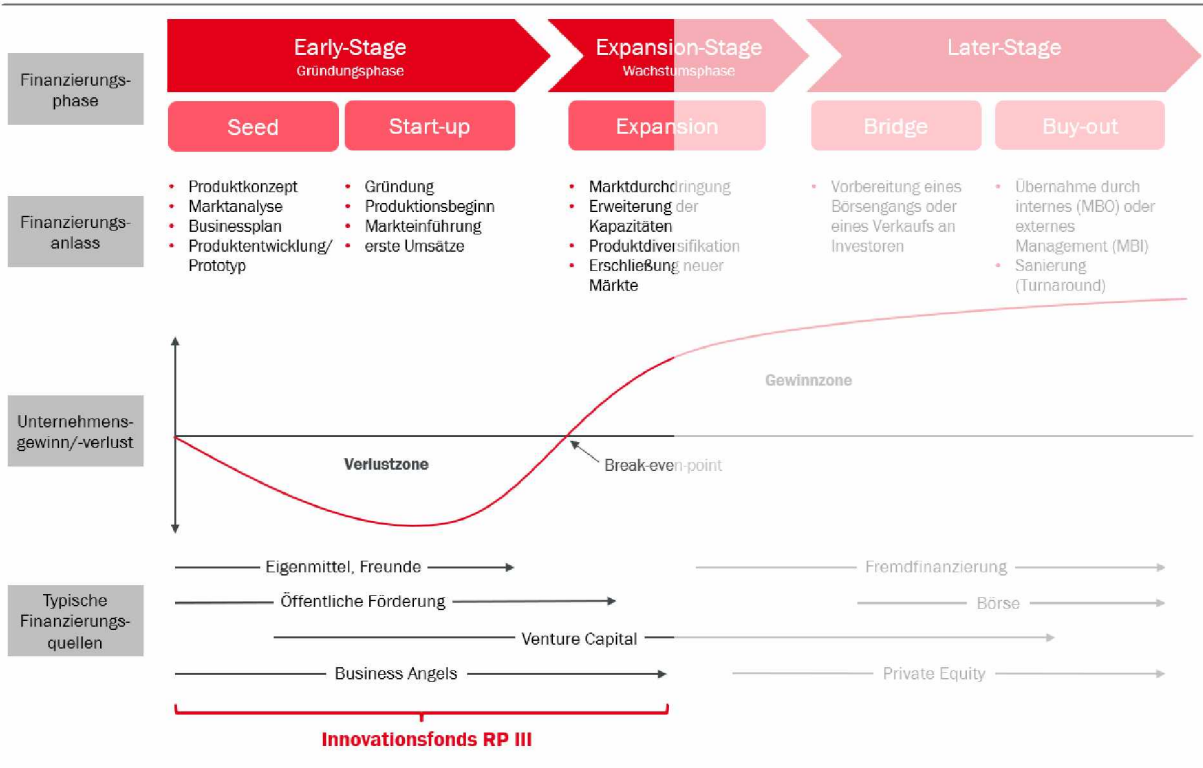 Finanzierungs-
phase
Early-Stage
Gründungsphase
Expansion-Stage
Wachstumsphase
Later-Stage
Seed
Start-up
Expansion
Bridge
Buy-out
Finanzierungs-
anlass
• Produktkonzept
• Marktanalyse
• Businessplan
• Produktentwicklung/
Prototyp
• Gründung
• Produktionsbeginn
• Markteinführung
• erste Umsätze
• Marktdurchdringung
• Erweiterung der
Kapazitäten
• Produktdiversifikation
• Erschließung neuer
Märkte
• Vorbereitung eines
Börsengangs oder
eines Verkaufs an
Investoren
• Übernahme durch
internes (MBO) oder
externes
Management (MBI)
• Sanierung
(Turnaround)
Unternehmens-
gewinn/-verlust
Gewinnzone
Verlustzone
Break-even-point
Typische
Finanzierungs-
quellen
Eigenmittel, Freunde
Fremdfinanzierung
Öffentliche Förderung
Börse
Venture Capital
Business Angels
Private Equity
Innovationsfonds RP III